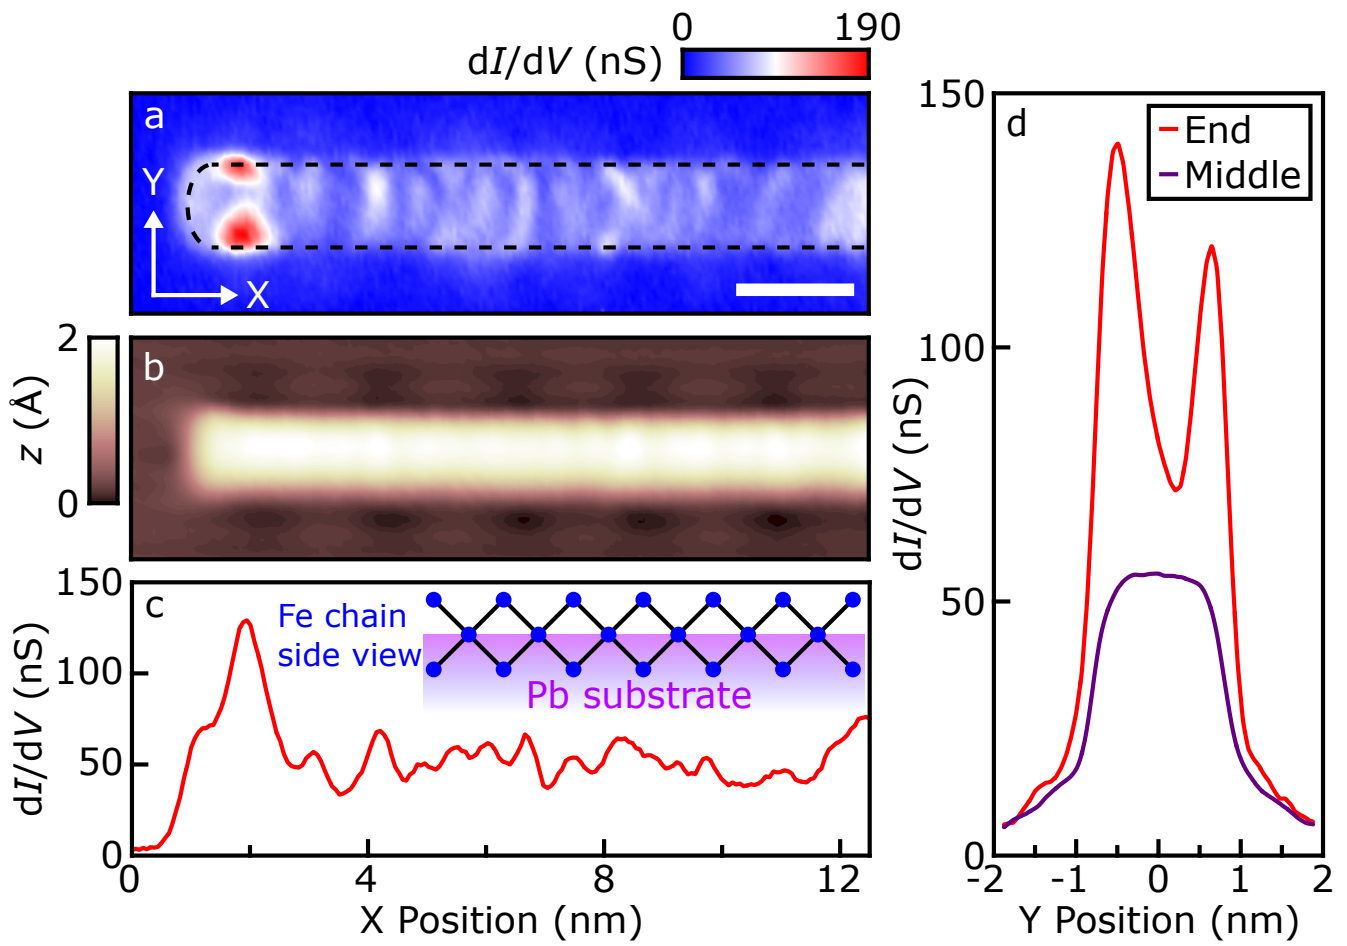 0 190
dI/dV (nS)
a
Y
X
b
2
z (Å)
0
c
Fe chain
side view
Pb substrate
150
100
50
0
dI/dV (nS)
0 4 8 12
X Position (nm)
d
End
Middle
150
100
50
0
dI/dV (nS)
-2 -1 0 1 2
Y Position (nm)